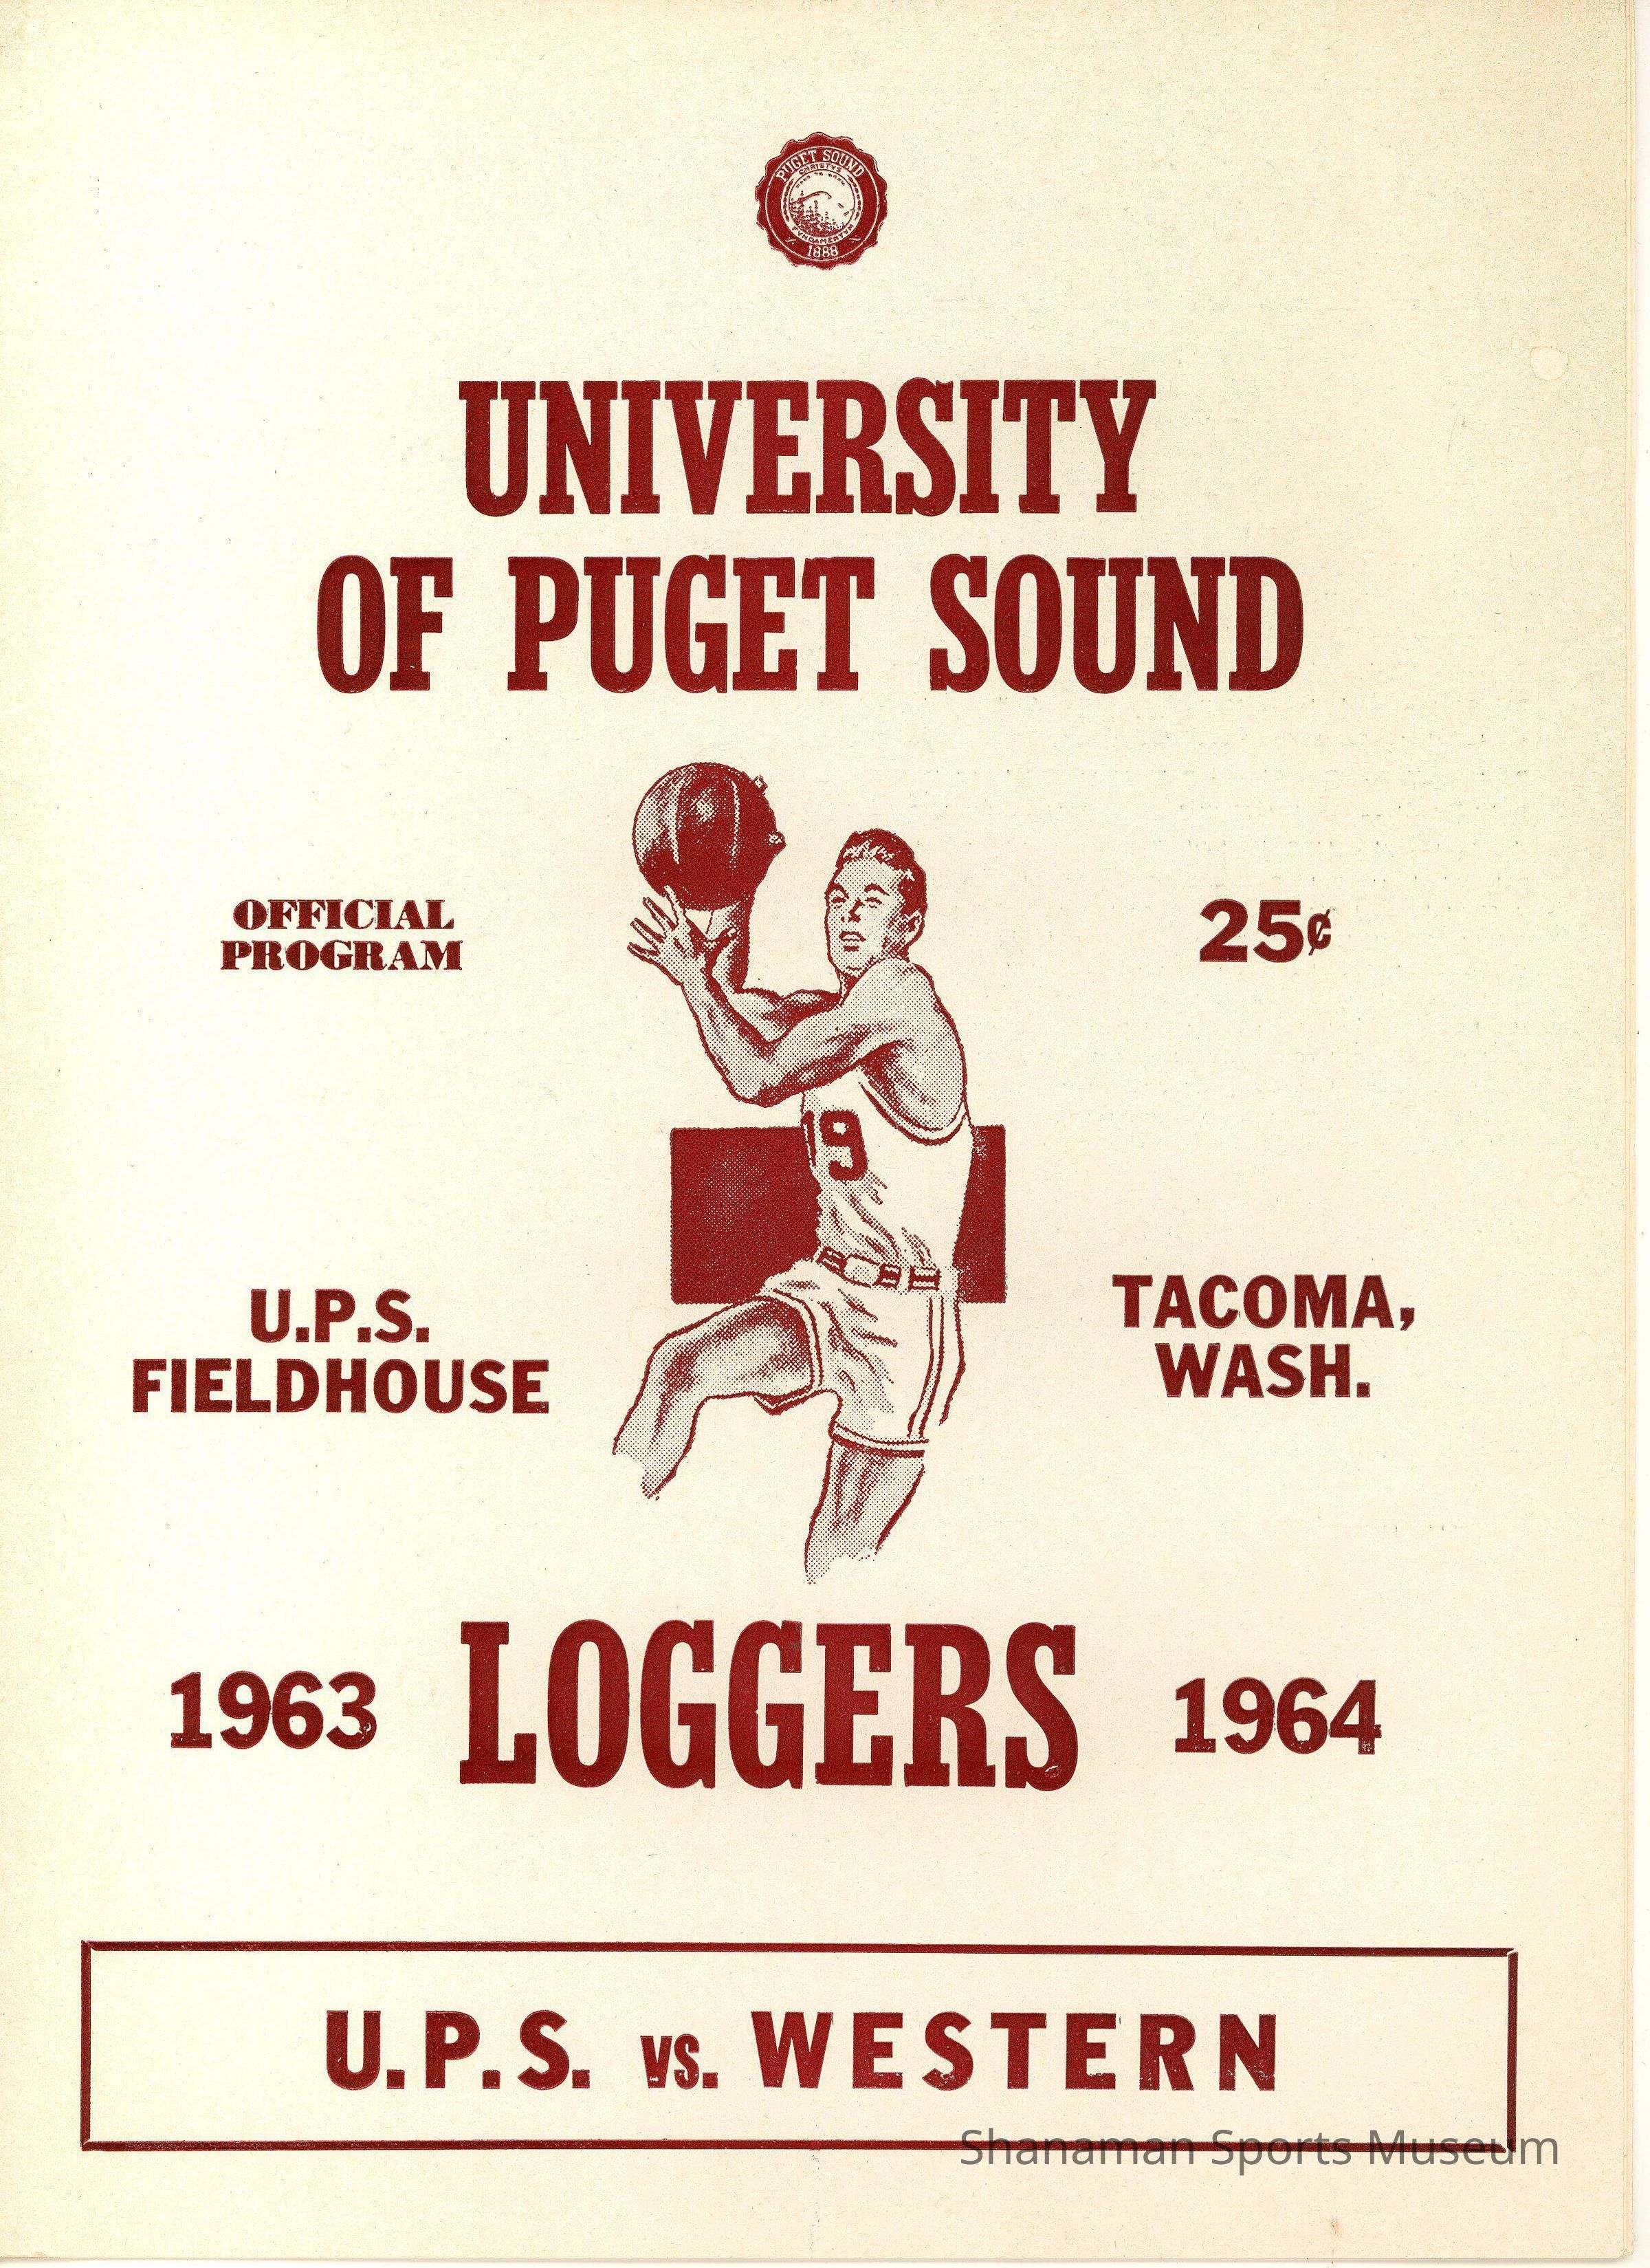 PUGET SOUND
1888
UNIVERSITY
OF PUGET SOUND
OFFICIAL
PROGRAM
25¢
19
U.P.S.
FIELDHOUSE
TACOMA,
WASH.
1963 LOGGERS 1964
U.P.S. vs. WESTERN
Shanaman Sports Museum